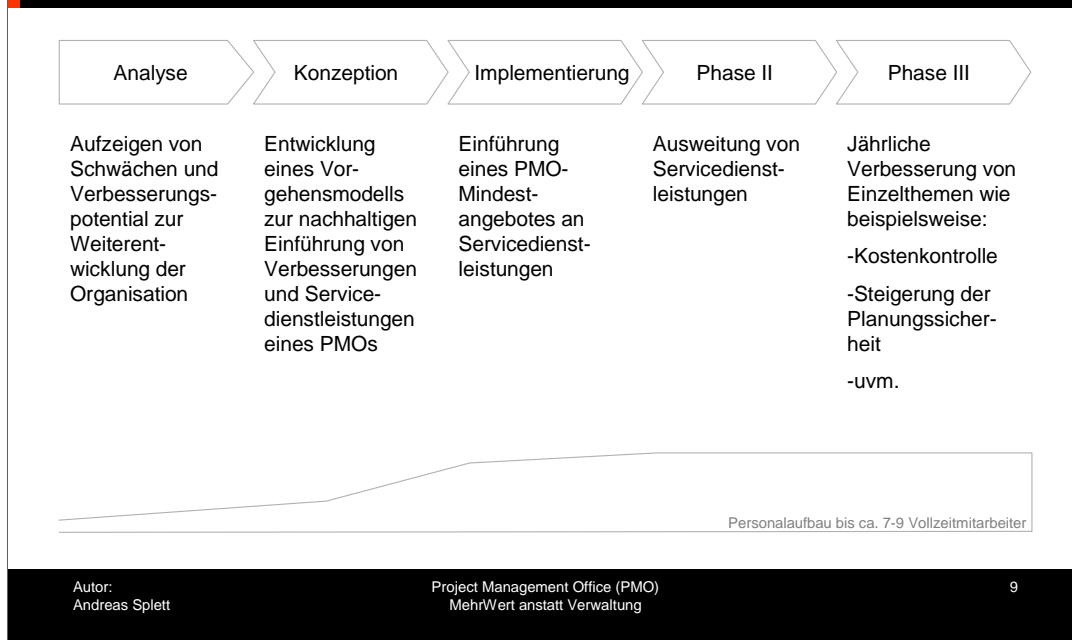 Analyse
Konzeption
Implementierung
Phase II
Phase III
Aufzeigen von
Schwächen und
Verbesserungs-
potential zur
Weiterent-
wicklung der
Organisation
Entwicklung
eines Vor-
gehensmodells
zur nachhaltigen
Einführung von
Verbesserungen
und Service-
dienstleistungen
eines PMOs
Einführung
eines PMO-
Mindest-
angebotes an
Servicedienst-
leistungen
Ausweitung von
Servicedienst-
leistungen
Jährliche
Verbesserung von
Einzelthemen wie
beispielsweise:
-Kostenkontrolle
-Steigerung der
Planungssicher-
heit
-uvm.
Personalaufbau bis ca. 7-9 Vollzeitmitarbeiter
Autor:
Andreas Splett
Project Management Office (PMO)
MehrWert anstatt Verwaltung
9